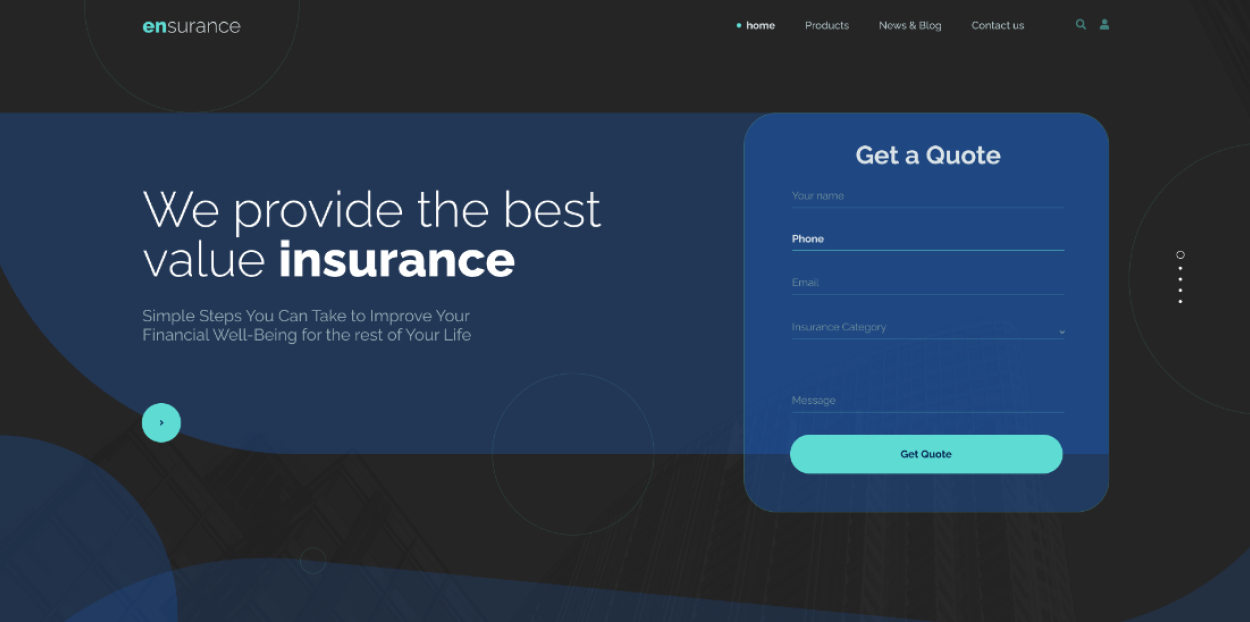 ensurance
home
Products
News & Blog
Contact us
We provide the best
value insurance
Simple Steps You Can Take to Improve Your
Financial Well-Being for the rest of Your Life
Get a Quote
Your name
Phone
Email
Insurance Category
Message
Get Quote